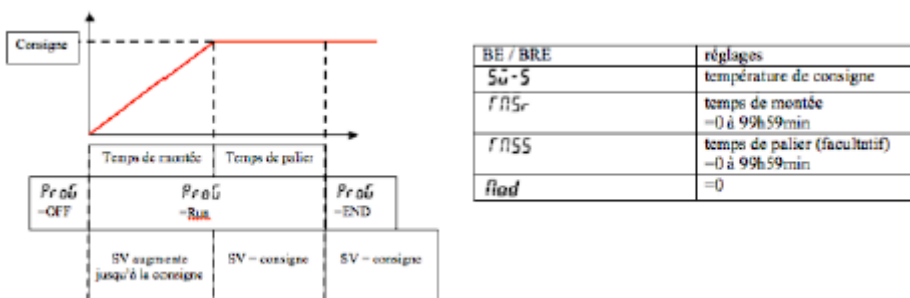 Consigne
Temps de montée
Temps de palier
ProG
=OFF
ProG
=Run
ProG
=END
SV augmente
jusqu'à la consigne
SV = consigne
SV = consigne
BE / BRE
réglages
température de consigne
temps de montée
=0 à 99h59min
temps de palier (facultatif)
=0 à 99h59min
=0